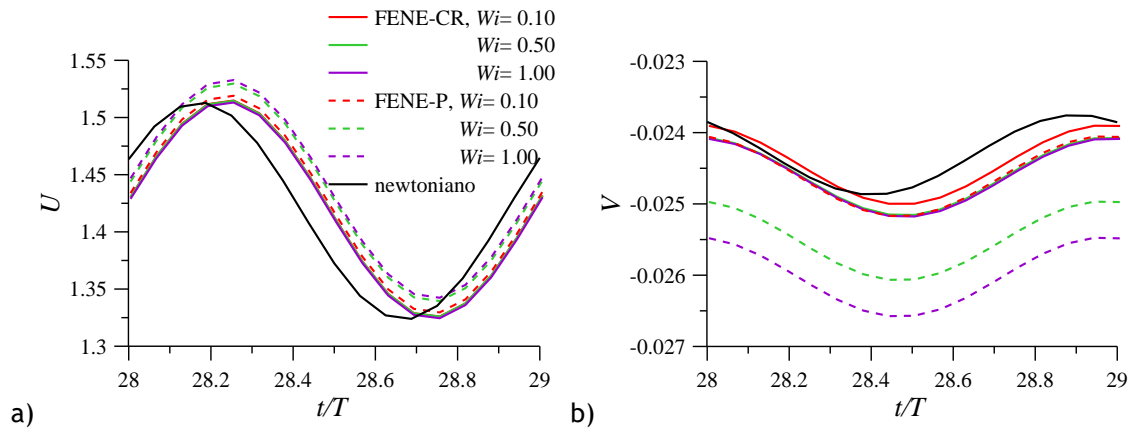 FENE-CR, Wi= 0.10
Wi= 0.50
Wi= 1.00
FENE-P, Wi= 0.10
Wi= 0.50
Wi= 1.00
newtoniano
1.55
1.5
1.45
1.4
1.35
1.3
U
28
28.2
28.4
28.6
28.8
29
t/T
a)
-0.023
-0.024
-0.025
-0.026
-0.027
V
28
28.2
28.4
28.6
28.8
29
t/T
b)